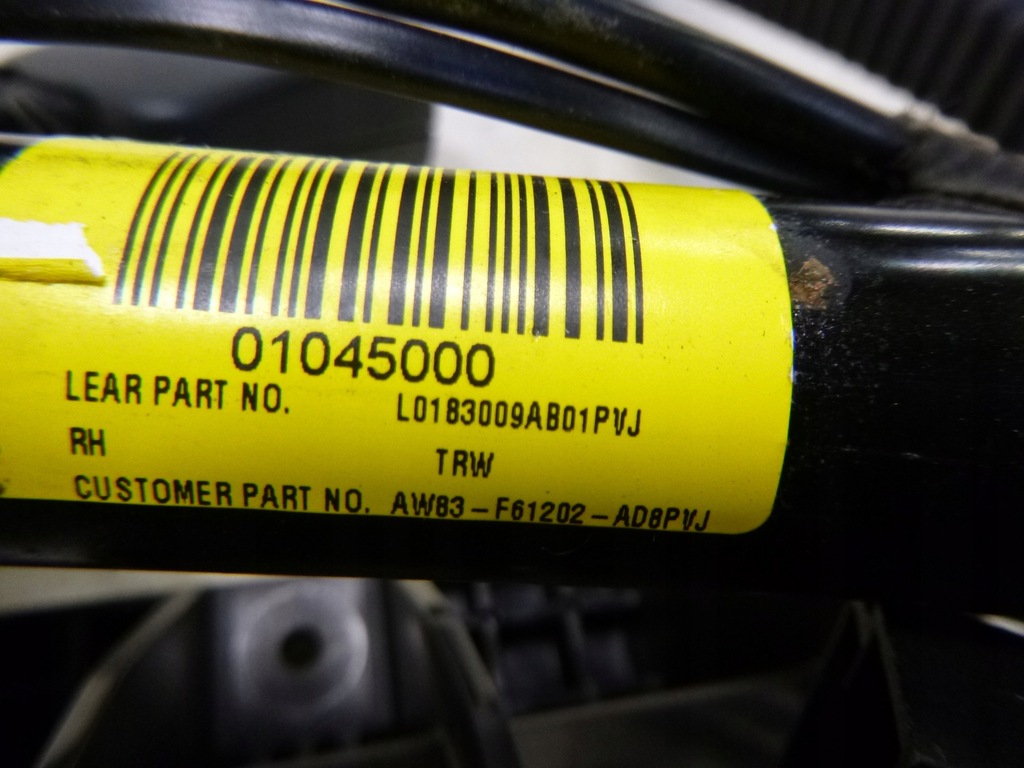 01045000
LEAR PART NO. L0183009AB01PVJ
RH TRW
CUSTOMER PART NO. AW83-F61202-AD8PVJ